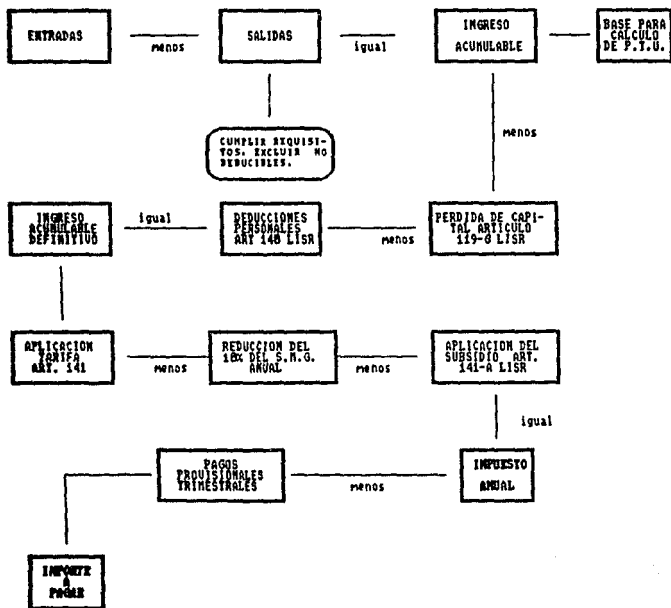 ENTRADAS
menos
SALIDAS
igual
INGRESO
ACUMULABLE
BASE PARA
CALCULO
DE P.T.U.
menos
CUMPLIR REQUISI-
TOS. EXCLUIR NO
DEDUCIBLES.
INGRESO
ACUMULABLE
DEFINITIVO
igual
DEDUCCIONES
PERSONALES
ART 140 LISR
menos
PERDIDA DE CAPI-
TAL ARTICULO
119-G LISR
APLICACION
TARIFA
ART. 141
menos
REDUCCION DEL
10% DEL S.M.G.
ANUAL
menos
APLICACION DEL
SUBSIDIO ART.
141-A LISR
igual
PAGOS
PROVISIONALES
TRIMESTRALES
menos
IMPUESTO
ANUAL
IMPORTE
A
PAGAR